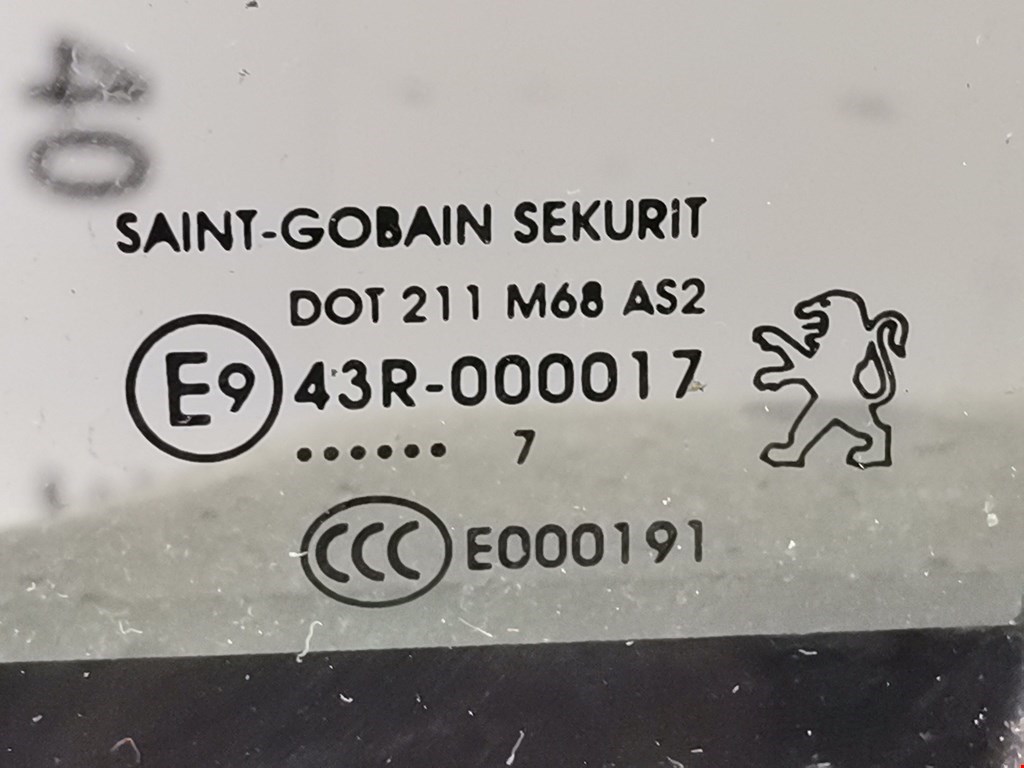 40
SAINT-GOBAIN SEKURIT
DOT 211 M68 AS2
E9 43R-000017
...... 7
CCC E000191